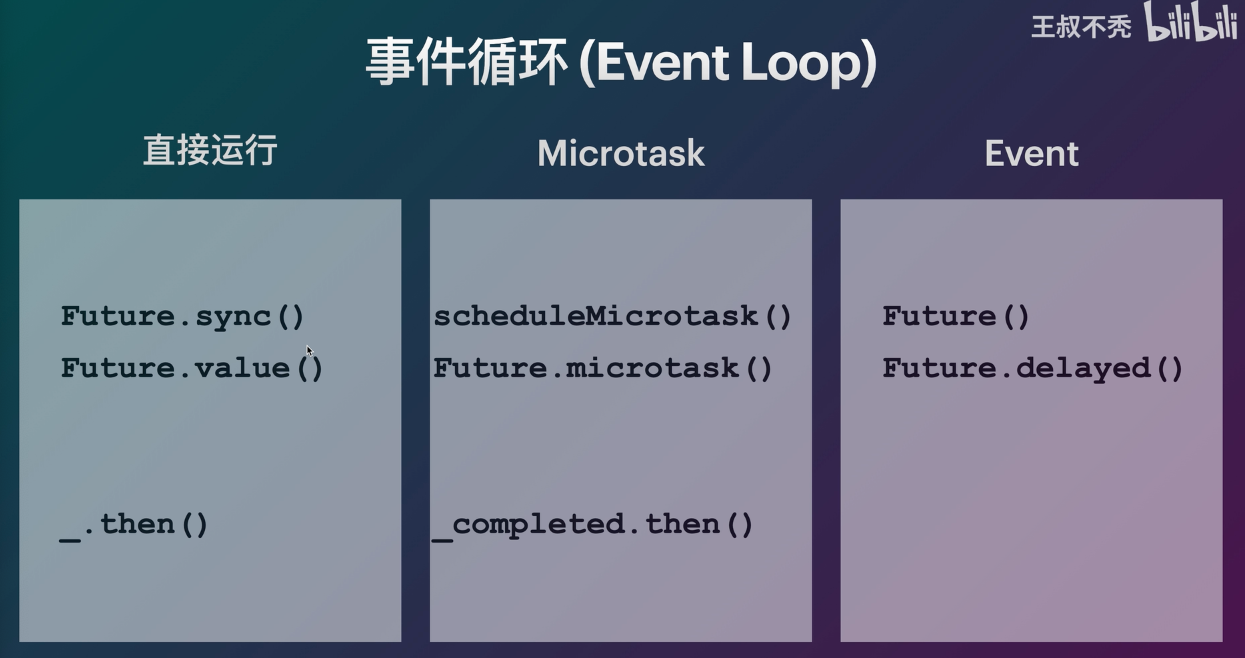 王叔不秃 bilibili
事件循环 (Event Loop)
直接运行
Future.sync()
Future.value()
_.then()
Microtask
scheduleMicrotask()
Future.microtask()
_completed.then()
Event
Future()
Future.delayed()